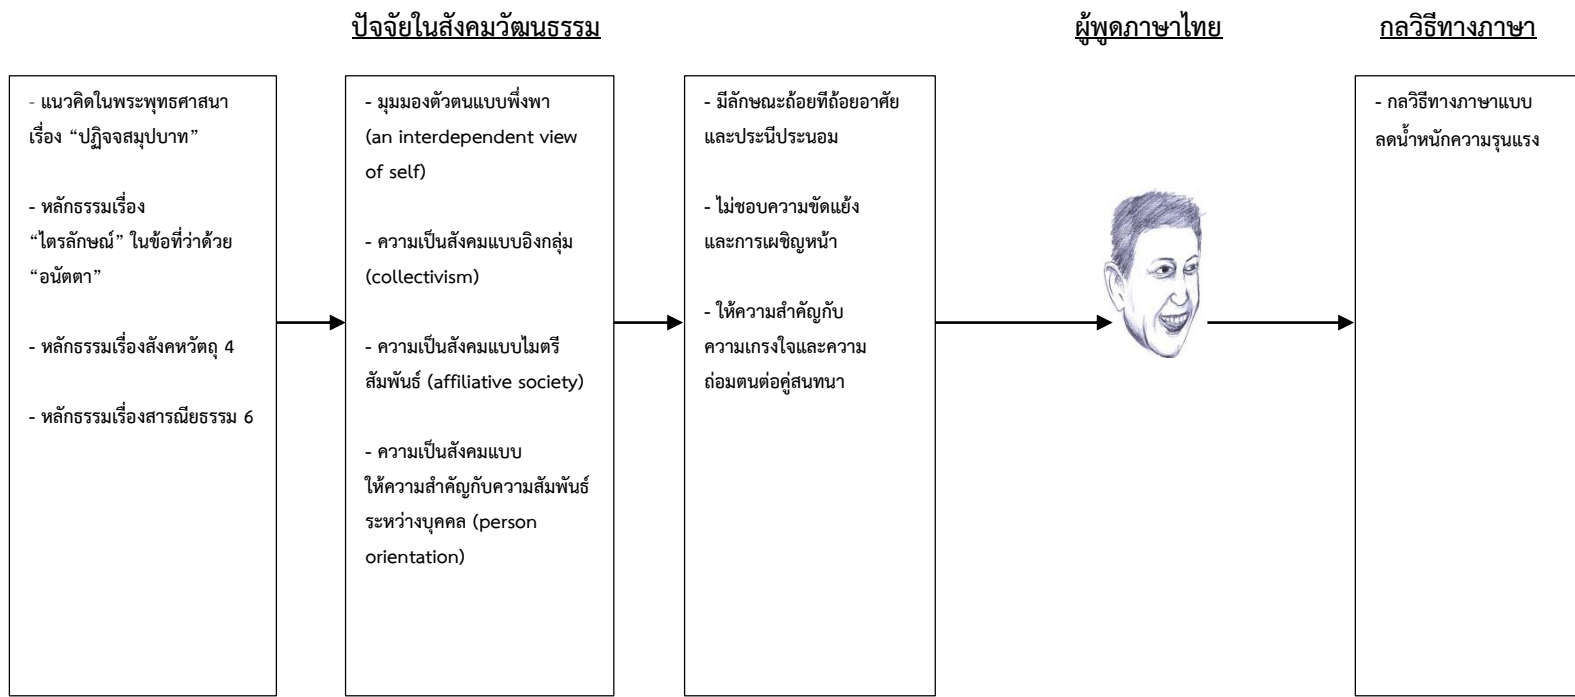 ปัจจัยในสังคมวัฒนธรรม
ผู้พูดภาษาไทย
กลวิธีทางภาษา
- แนวคิดในพระพุทธศาสนา
เรื่อง “ปฏิจจสมุปบาท”
- หลักธรรมเรื่อง
“ไตรลักษณ์” ในข้อที่ว่าด้วย
“อนัตตา”
- หลักธรรมเรื่องสังคหวัตถุ 4
- หลักธรรมเรื่องสารณียธรรม 6
- มุมมองตัวตนแบบพึ่งพา
(an interdependent view
of self)
- ความเป็นสังคมแบบอิงกลุ่ม
(collectivism)
- ความเป็นสังคมแบบไมตรี
สัมพันธ์ (affiliative society)
- ความเป็นสังคมแบบ
ให้ความสำคัญกับความสัมพันธ์
ระหว่างบุคคล (person
orientation)
- มีลักษณะถ้อยทีถ้อยอาศัย
และประนีประนอม
- ไม่ชอบความขัดแย้ง
และการเผชิญหน้า
- ให้ความสำคัญกับ
ความเกรงใจและความ
ถ่อมตนต่อคู่สนทนา
- กลวิธีทางภาษาแบบ
ลดน้ำหนักความรุนแรง